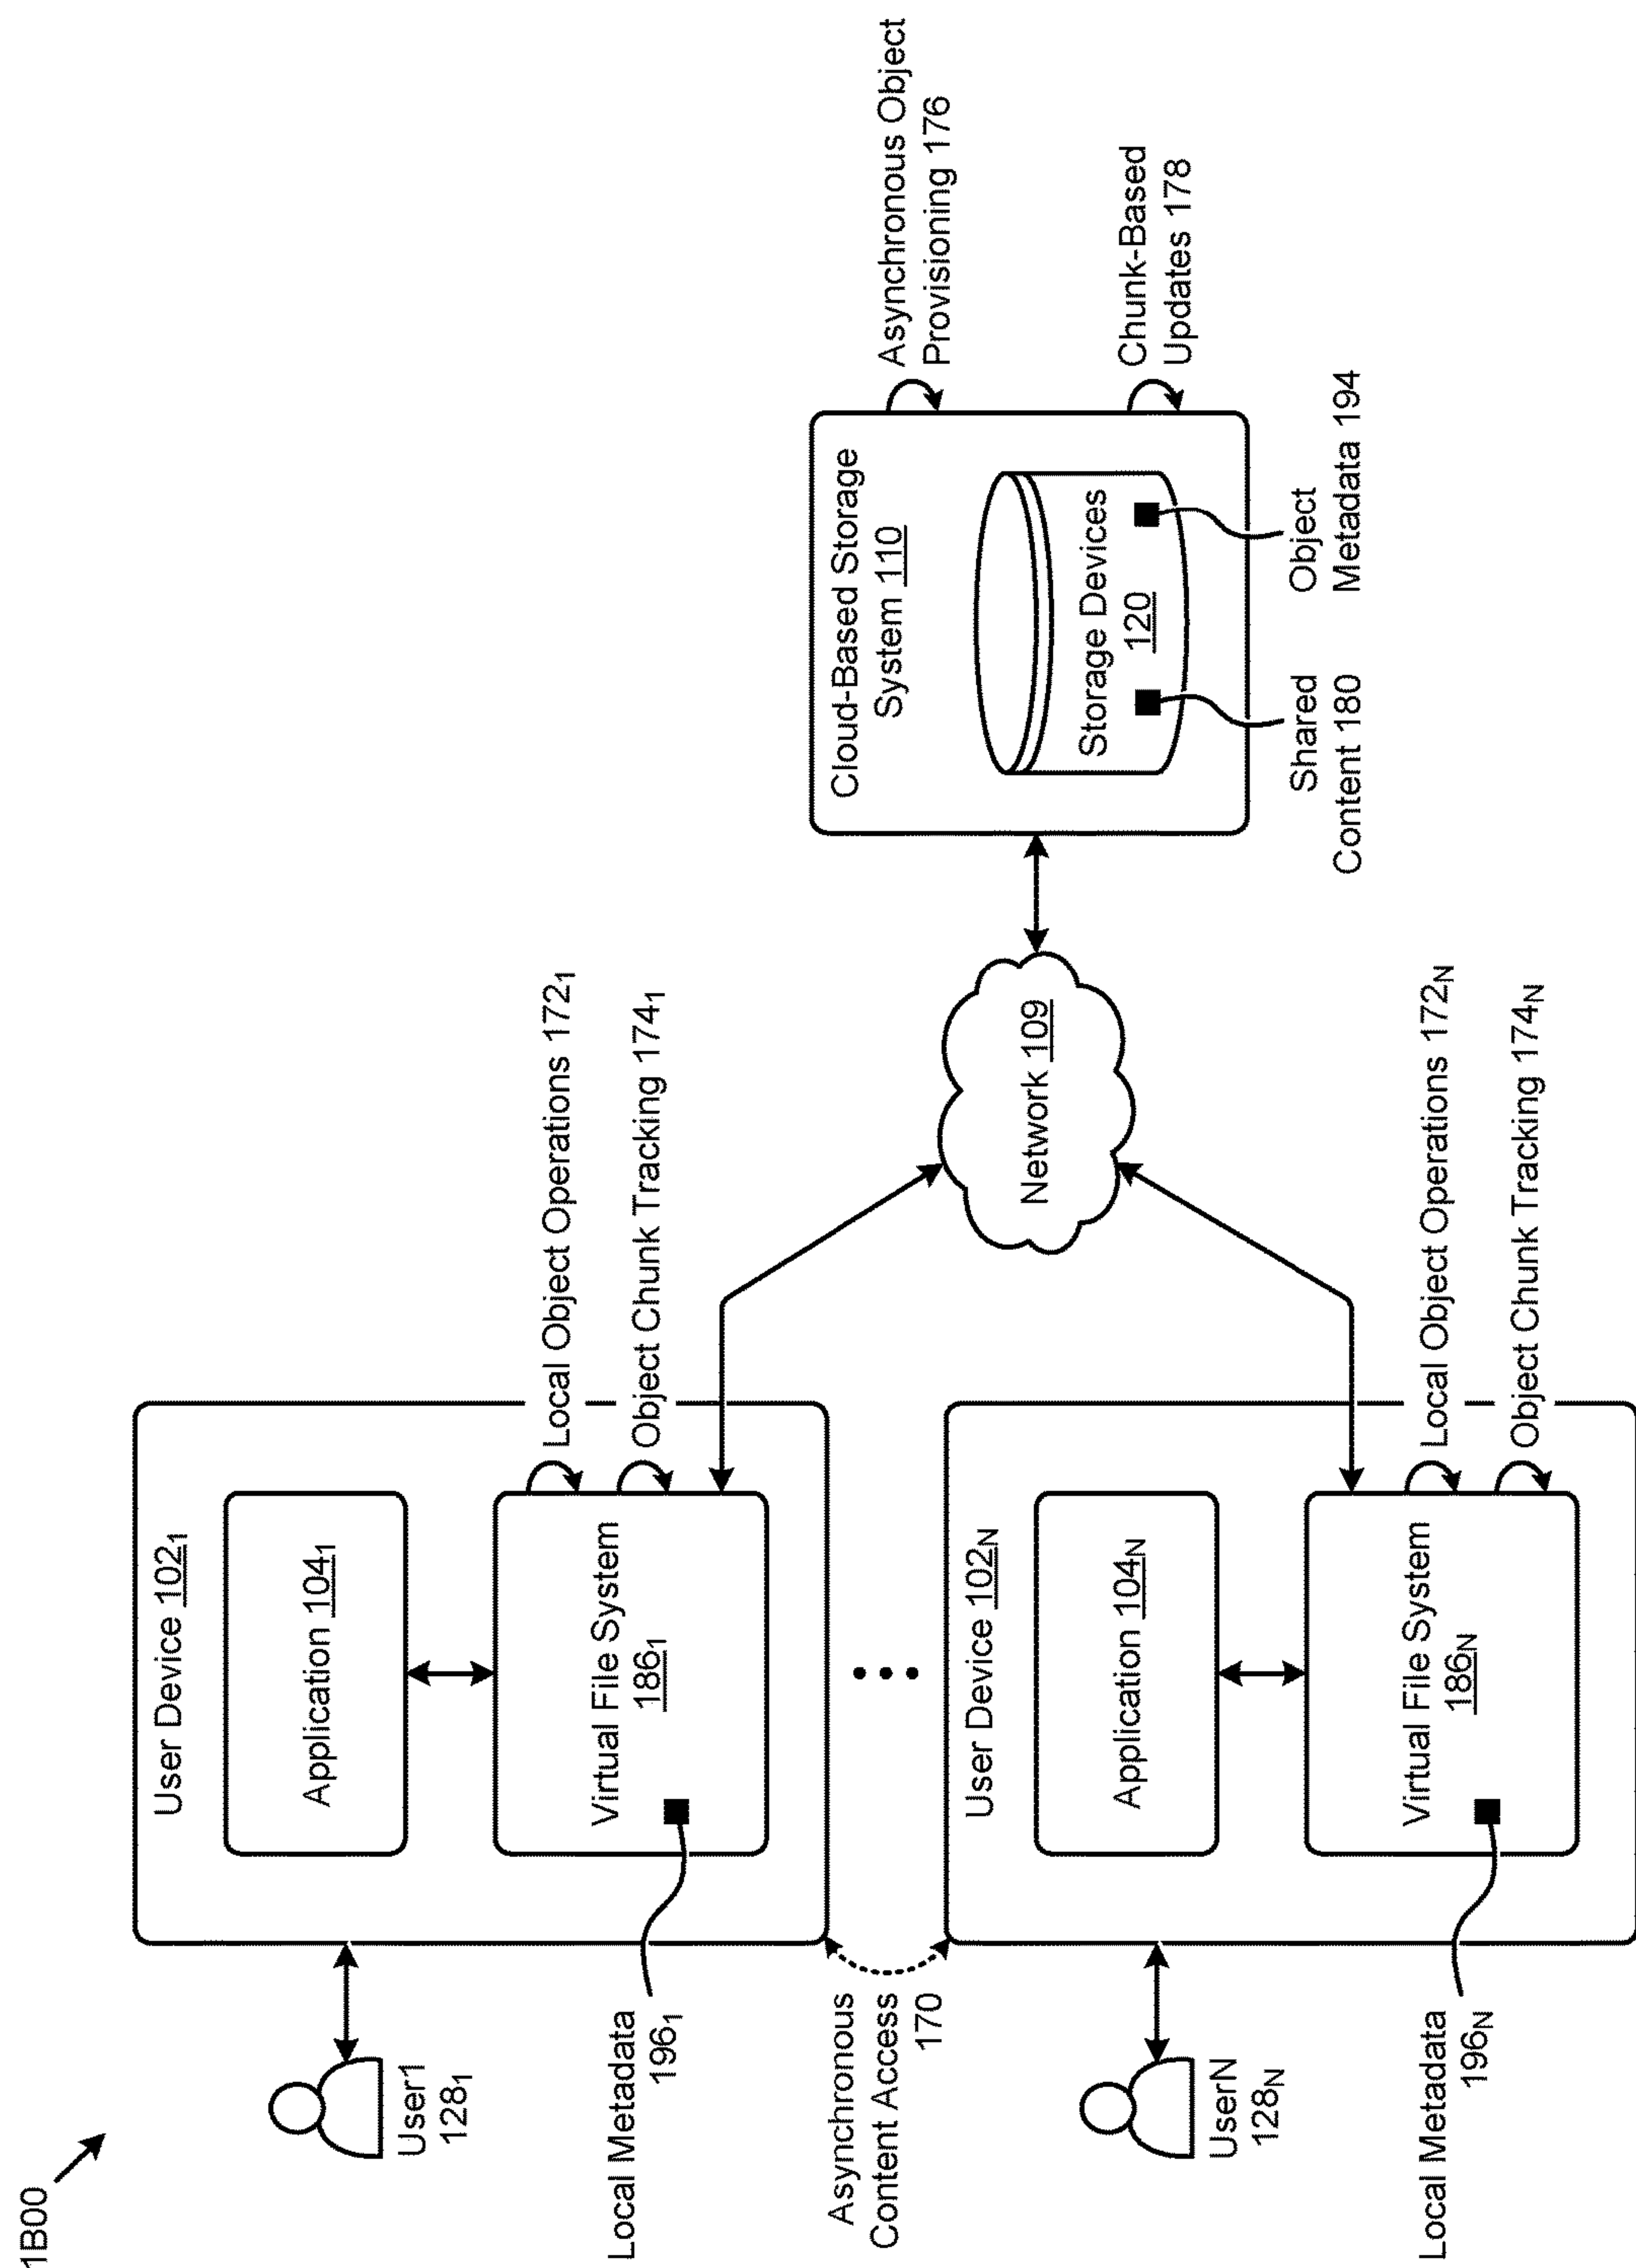 1B00
User1
128₁
Local Metadata
196₁
User Device 102₁
Application 104₁
Virtual File System
186₁
Local Object Operations 172₁
Object Chunk Tracking 174₁
Asynchronous
Content Access
170
UserN
128N
Local Metadata
196N
User Device 102N
Application 104N
Virtual File System
186N
Local Object Operations 172N
Object Chunk Tracking 174N
Network 109
Cloud-Based Storage
System 110
Storage Devices
120
Shared
Content 180
Object
Metadata 194
Asynchronous Object
Provisioning 176
Chunk-Based
Updates 178